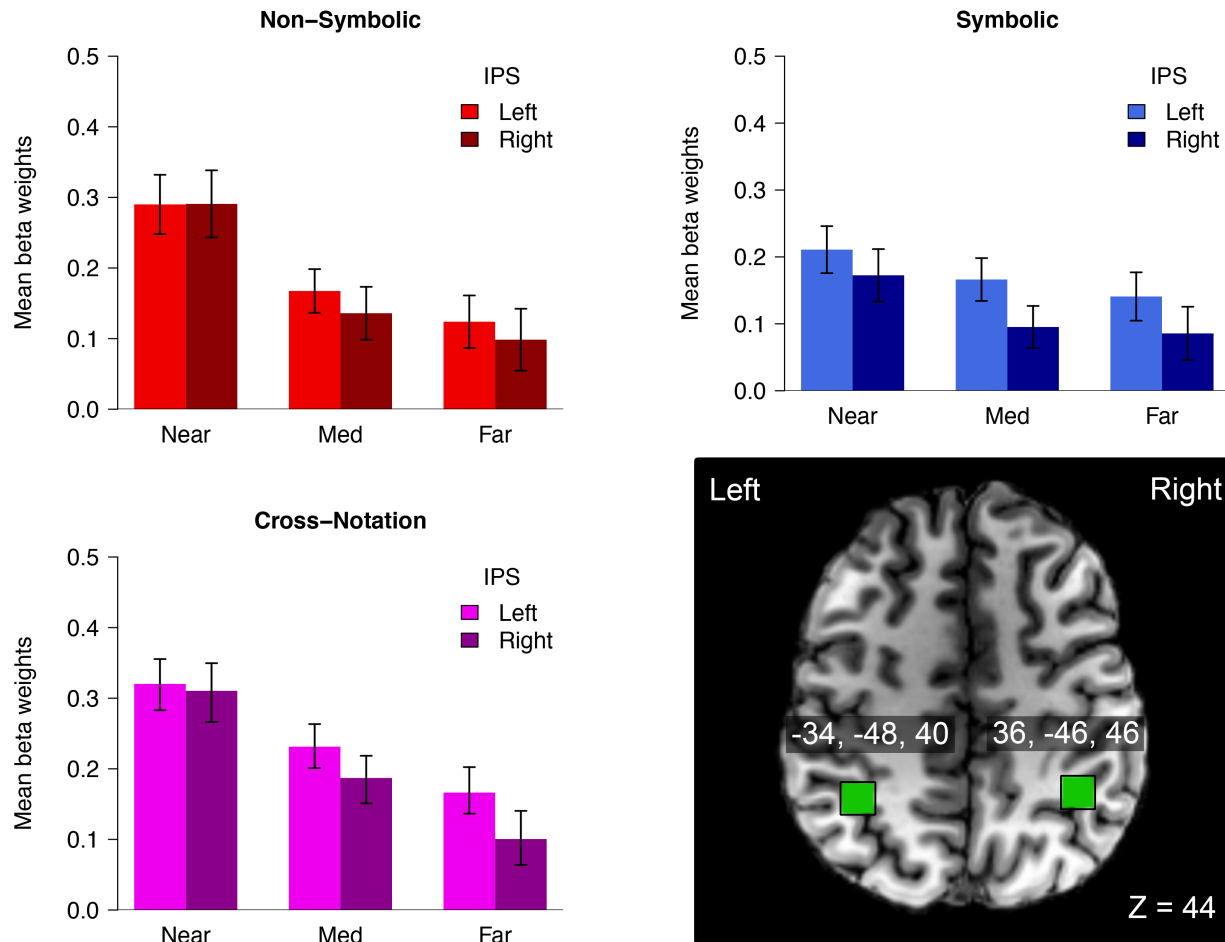 Non−Symbolic
0.5
0.4
0.3
0.2
0.1
0.0
Mean beta weights
IPS
Left
Right
Near Med Far
Symbolic
0.5
0.4
0.3
0.2
0.1
0.0
Mean beta weights
IPS
Left
Right
Near Med Far
Cross−Notation
0.5
0.4
0.3
0.2
0.1
0.0
Mean beta weights
IPS
Left
Right
Near Med Far
Left Right
-34, -48, 40 36, -46, 46
Z = 44